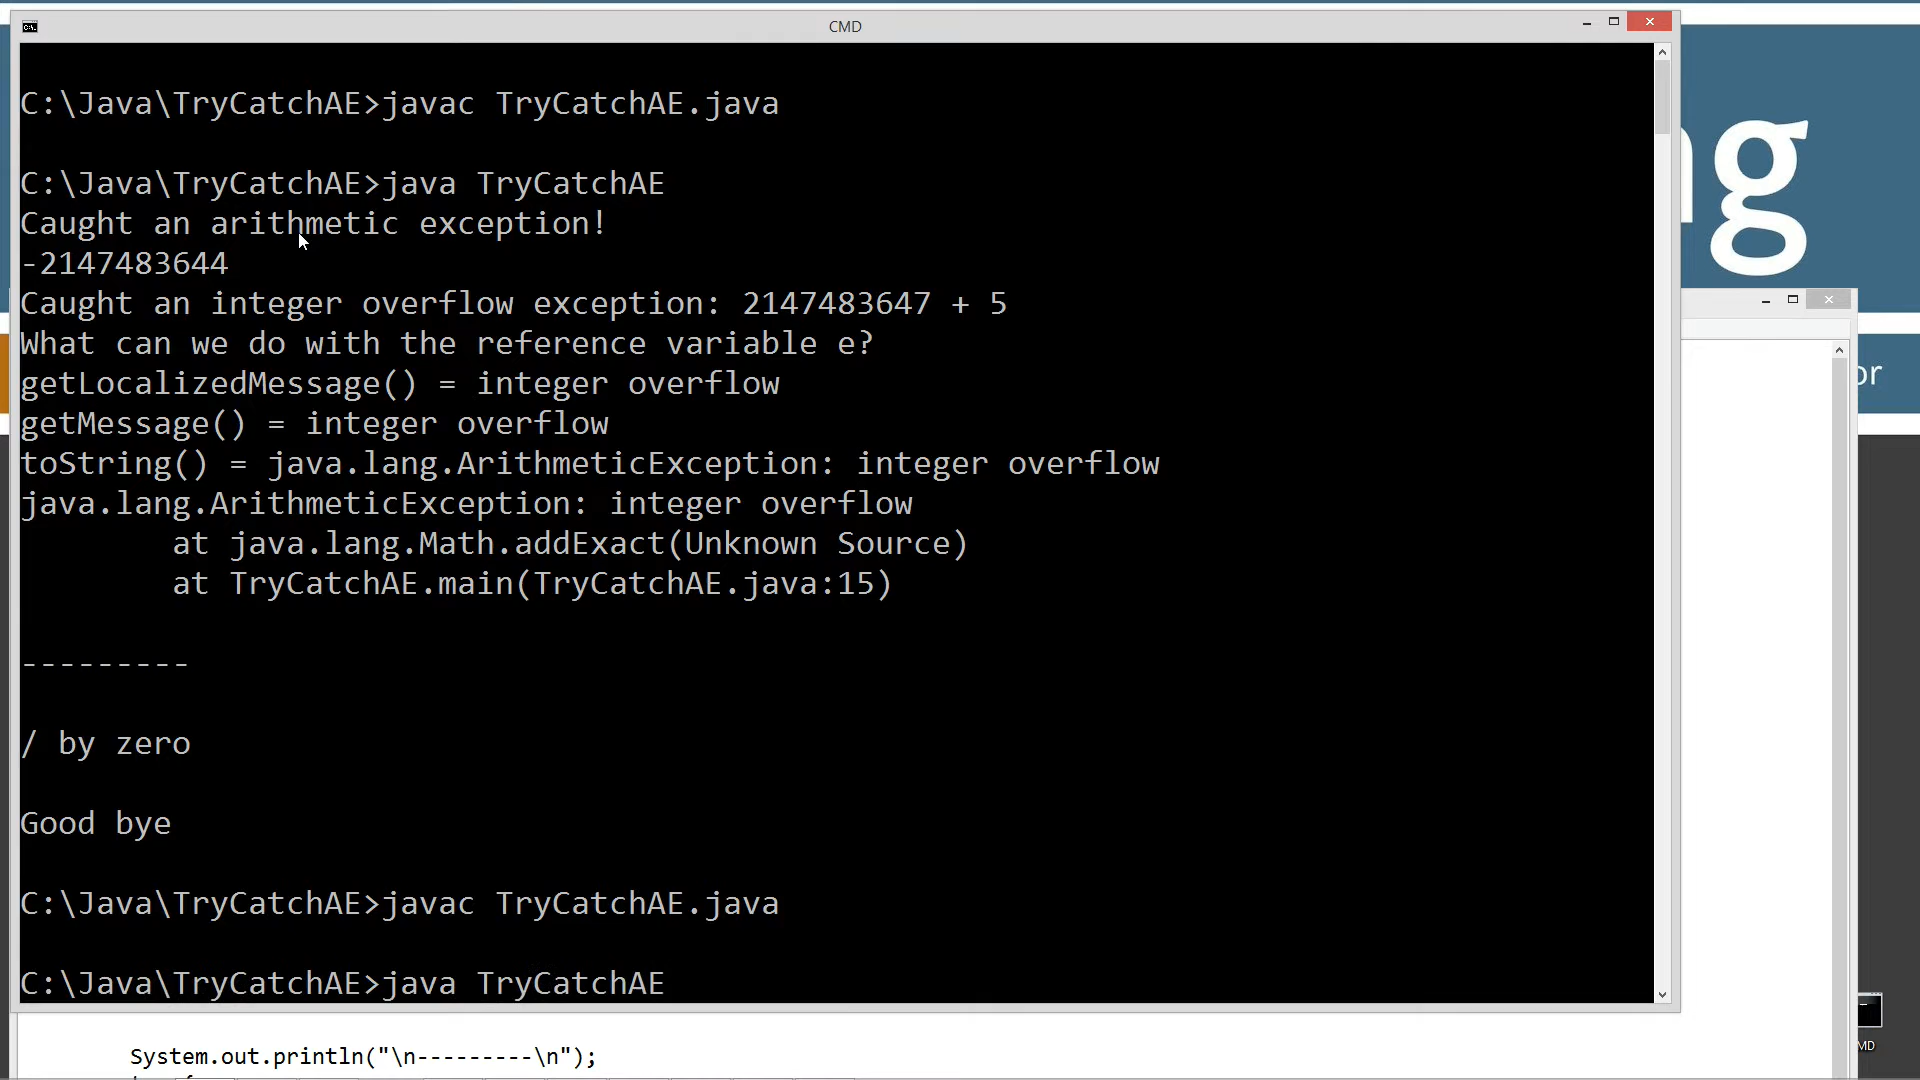 CMD
C:\Java\TryCatchAE>javac TryCatchAE.java
C:\Java\TryCatchAE>java TryCatchAE
Caught an arithmetic exception!
-2147483644
Caught an integer overflow exception: 2147483647 + 5
What can we do with the reference variable e?
getLocalizedMessage() = integer overflow
getMessage() = integer overflow
toString() = java.lang.ArithmeticException: integer overflow
java.lang.ArithmeticException: integer overflow
at java.lang.Math.addExact(Unknown Source)
at TryCatchAE.main(TryCatchAE.java:15)
---------
/ by zero
Good bye
C:\Java\TryCatchAE>javac TryCatchAE.java
C:\Java\TryCatchAE>java TryCatchAE
System.out.println("\n---------\n");
g
or
MD